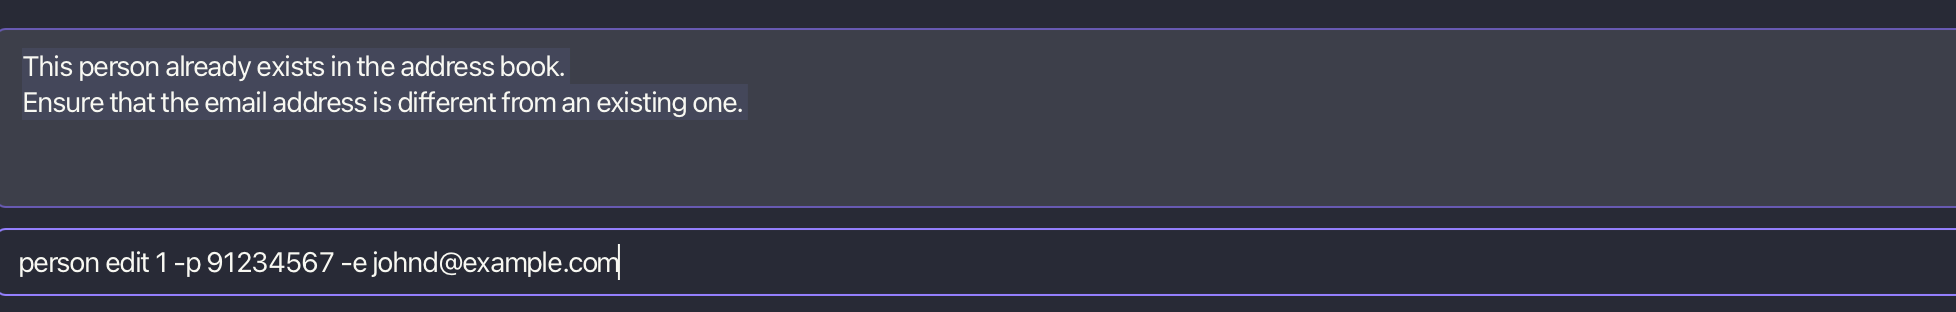 This person already exists in the address book.
Ensure that the email address is different from an existing one.
person edit 1 -p 91234567 -e johnd@example.com